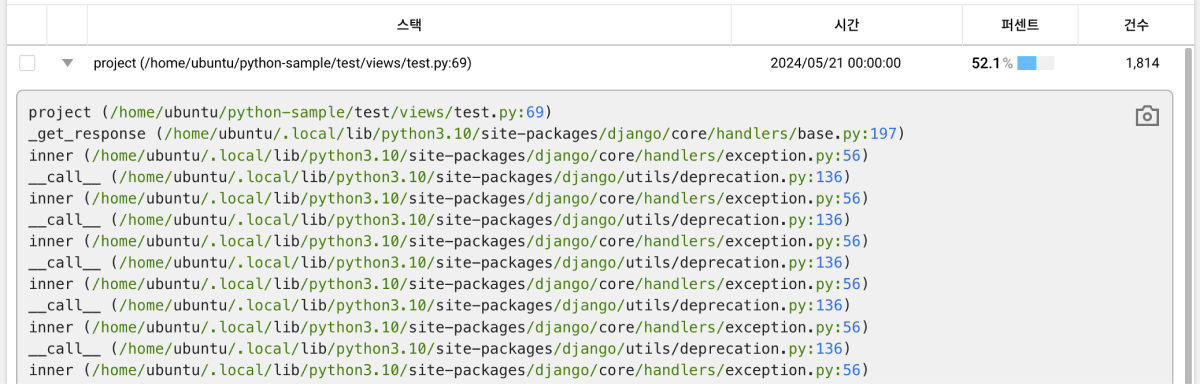 스택 시간 퍼센트 건수
project (/home/ubuntu/python-sample/test/views/test.py:69) 2024/05/21 00:00:00 52.1% 1,814
project (/home/ubuntu/python-sample/test/views/test.py:69)
_get_response (/home/ubuntu/.local/lib/python3.10/site-packages/django/core/handlers/base.py:197)
inner (/home/ubuntu/.local/lib/python3.10/site-packages/django/core/handlers/exception.py:56)
__call__ (/home/ubuntu/.local/lib/python3.10/site-packages/django/utils/deprecation.py:136)
inner (/home/ubuntu/.local/lib/python3.10/site-packages/django/core/handlers/exception.py:56)
__call__ (/home/ubuntu/.local/lib/python3.10/site-packages/django/utils/deprecation.py:136)
inner (/home/ubuntu/.local/lib/python3.10/site-packages/django/core/handlers/exception.py:56)
__call__ (/home/ubuntu/.local/lib/python3.10/site-packages/django/utils/deprecation.py:136)
inner (/home/ubuntu/.local/lib/python3.10/site-packages/django/core/handlers/exception.py:56)
__call__ (/home/ubuntu/.local/lib/python3.10/site-packages/django/utils/deprecation.py:136)
inner (/home/ubuntu/.local/lib/python3.10/site-packages/django/core/handlers/exception.py:56)
__call__ (/home/ubuntu/.local/lib/python3.10/site-packages/django/utils/deprecation.py:136)
inner (/home/ubuntu/.local/lib/python3.10/site-packages/django/core/handlers/exception.py:56)